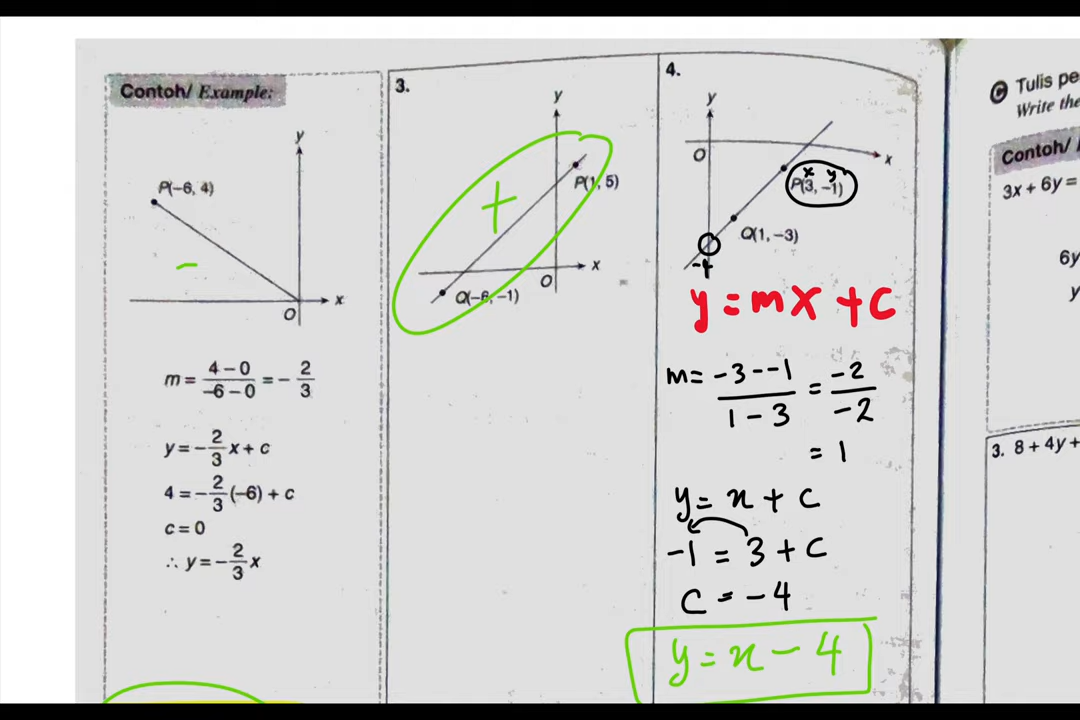 Contoh/ Example:
y
P(−6, 4)
−
x
O
m = 4 − 0 / −6 − 0 = − 2/3
y = − 2/3 x + c
4 = − 2/3 (−6) + c
c = 0
∴ y = − 2/3 x
3.
y
+
P(1, 5)
x
O
Q(−6, −1)
4.
y
O
x
x y
P(3, −1)
Q(1, −3)
−4
y = mx + c
m = −3 − −1 / 1 − 3 = −2 / −2
= 1
y = x + c
−1 = 3 + c
c = −4
y = x − 4
C Tulis pe
Write the
Contoh/
3x + 6y =
6y
y
3. 8 + 4y +